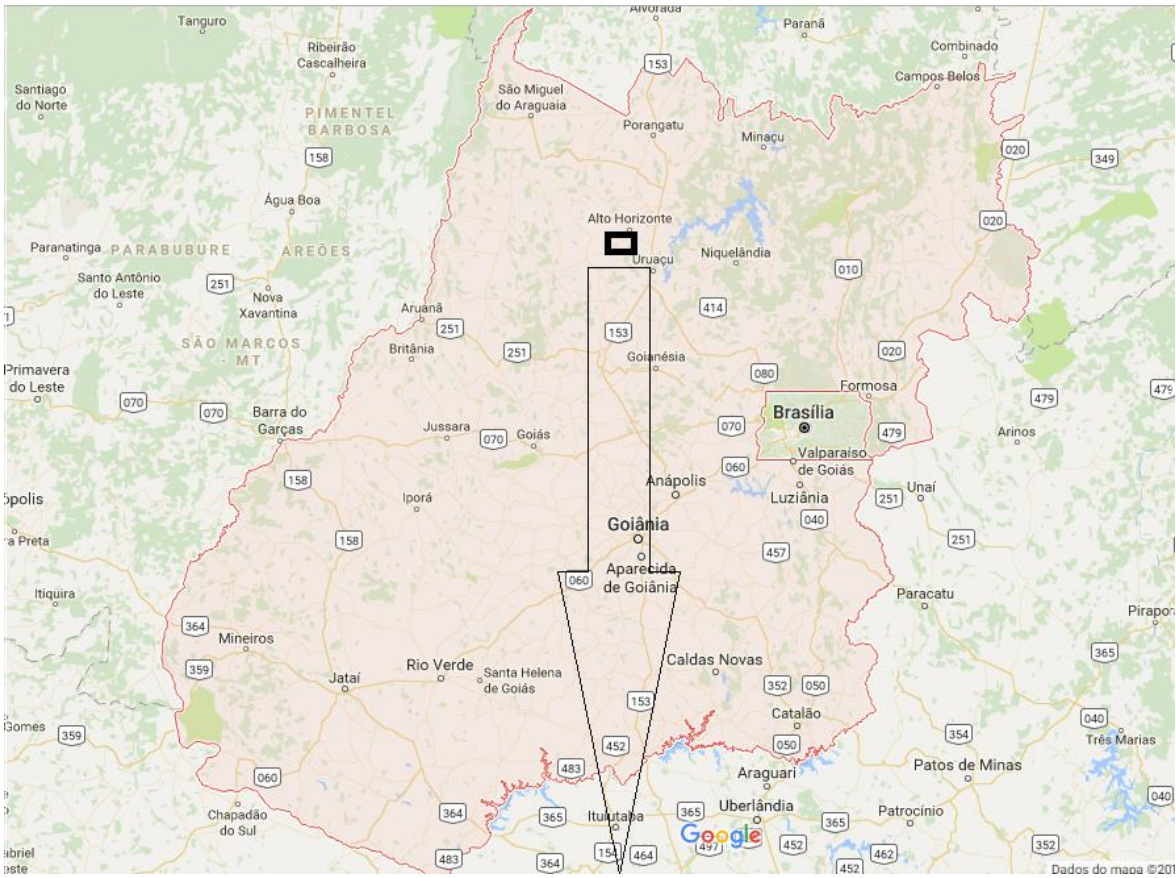 Tanguro
Alvorada
Paranã
Ribeirão
Cascalheira
Combinado
153
Santiago
do Norte
São Miguel
do Araguaia
Campos Belos
PIMENTEL
BARBOSA
Porangatu
Minaçu
158
020
349
Água Boa
Alto Horizonte
020
Paranatinga
PARABUBURE
AREÕES
Uruaçu
Niquelândia
010
Santo Antônio
do Leste
251
Nova
Xavantina
Aruanã
414
SÃO MARCOS
- MT
251
153
Britânia
251
Goianésia
020
Primavera
do Leste
080
Formosa
479
479
070
070
Barra do
Garças
Brasília
Jussara
070
Goiás
070
479
Arinos
060
Valparaíso
de Goiás
158
Anápolis
Luziânia
251
Unaí
Iporá
Goiânia
040
158
457
251
Aparecida
de Goiânia
060
Itiquira
Paracatu
364
Mineiros
Caldas Novas
365
359
Rio Verde
Santa Helena
de Goiás
Jataí
352
050
153
Catalão
040
359
452
050
354
Três Marias
483
060
Araguari
Patos de Minas
040
Chapadão
do Sul
364
365
Ituiutaba
365
Uberlândia
Patrocínio
365
Google
497
452
352
483
364
154
464
452
462
Dados do mapa ©201